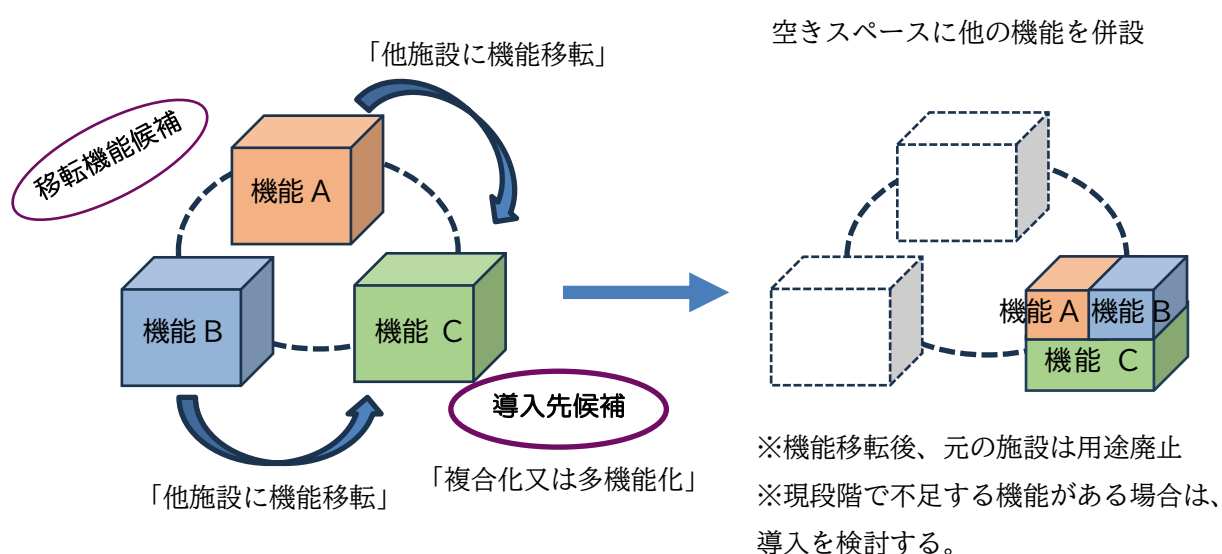 「他施設に機能移転」
移転機能候補
機能 A
機能 B
機能 C
導入先候補
「複合化又は多機能化」
「他施設に機能移転」
空きスペースに他の機能を併設
機能 A
機能 B
機能 C
※機能移転後、元の施設は用途廃止
※現段階で不足する機能がある場合は、
導入を検討する。